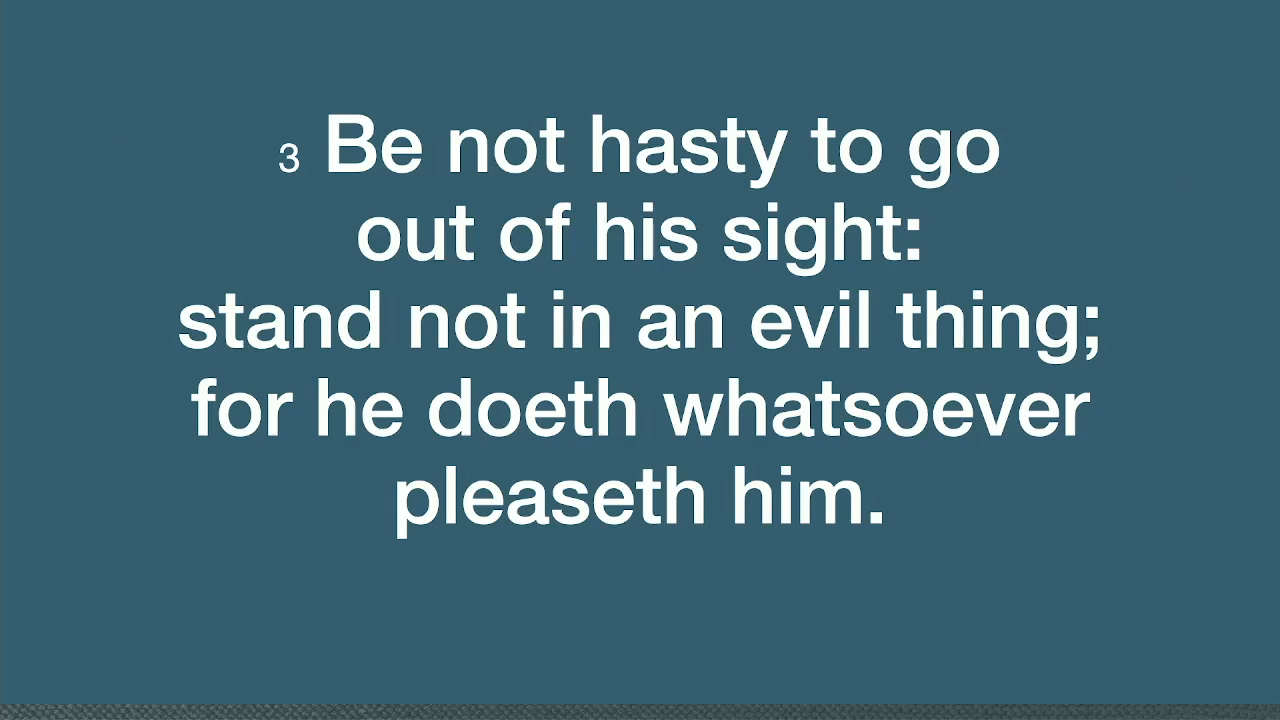 3 Be not hasty to go
out of his sight:
stand not in an evil thing;
for he doeth whatsoever
pleaseth him.